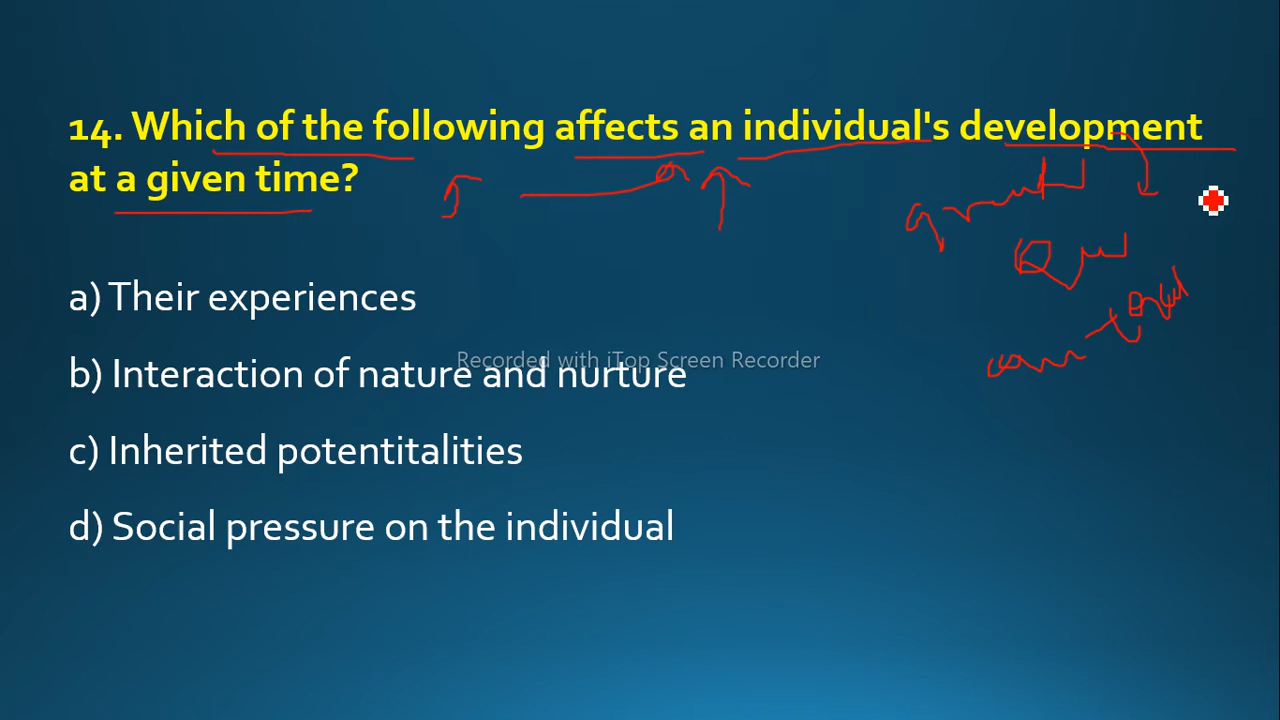 14. Which of the following affects an individual's development
at a given time?
a) Their experiences
Recorded with iTop Screen Recorder
b) Interaction of nature and nurture
c) Inherited potentitalities
d) Social pressure on the individual